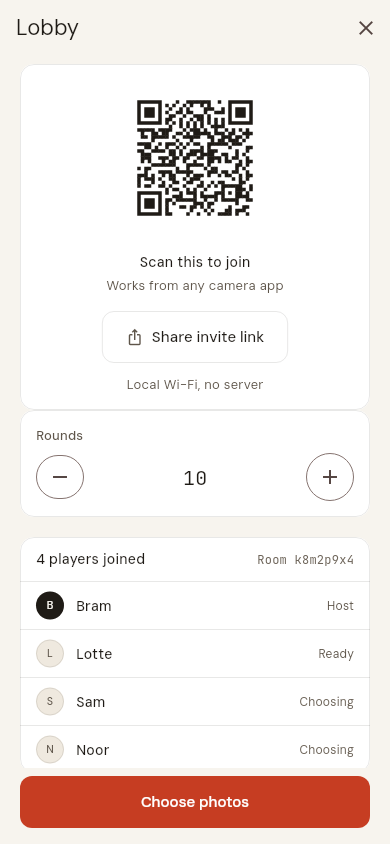 Lobby
Scan this to join
Works from any camera app
Share invite link
Local Wi-Fi, no server
Rounds
10
4 players joined Room k8m2p9x4
B Bram Host
L Lotte Ready
S Sam Choosing
N Noor Choosing
Choose photos